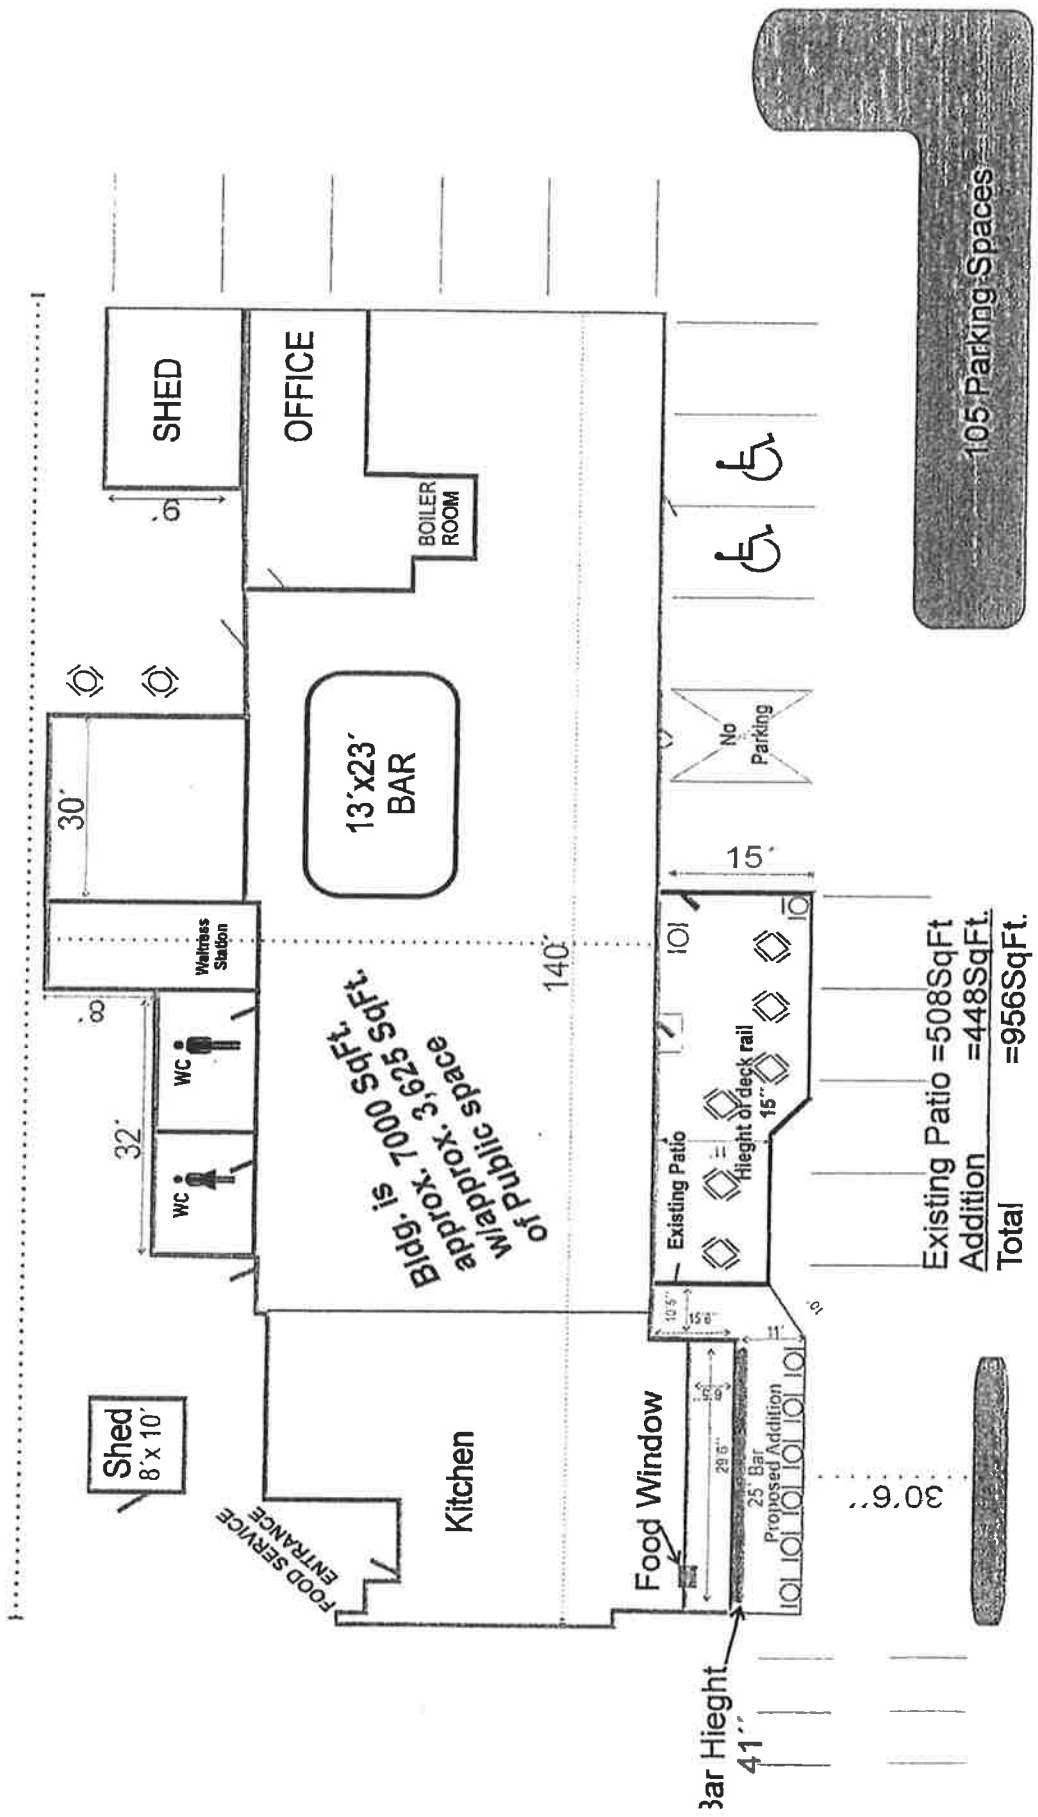 SHED
9'
OFFICE
BOILER
ROOM
30'
13'x23'
BAR
Waitress
Station
8'
WC
WC
32'
140'
Bldg. is
approx. 7000 SqFt.
w/approx. 3,625 SqFt.
of Public space
Shed
8'x 10'
FOOD SERVICE
ENTRANCE
Kitchen
Food Window
No
Parking
15'
Existing Patio
Hieght of deck rail
15''
10'5''
15'8''
11'
10'
29'6''
25' Bar
Proposed Addition
30'6''
Bar Hieght
41''
105 Parking Spaces
Existing Patio =508SqFt
Addition =448SqFt.
Total =956SqFt.